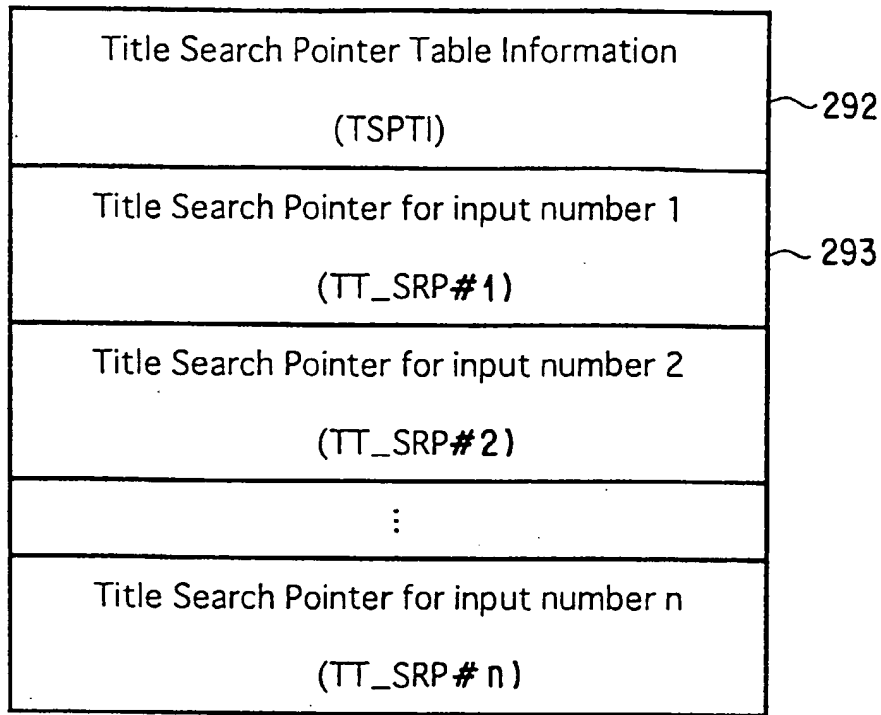 Title Search Pointer Table Information
(TSPTI)
292
Title Search Pointer for input number 1
(TT_SRP#1)
293
Title Search Pointer for input number 2
(TT_SRP#2)
⋮
Title Search Pointer for input number n
(TT_SRP#n)